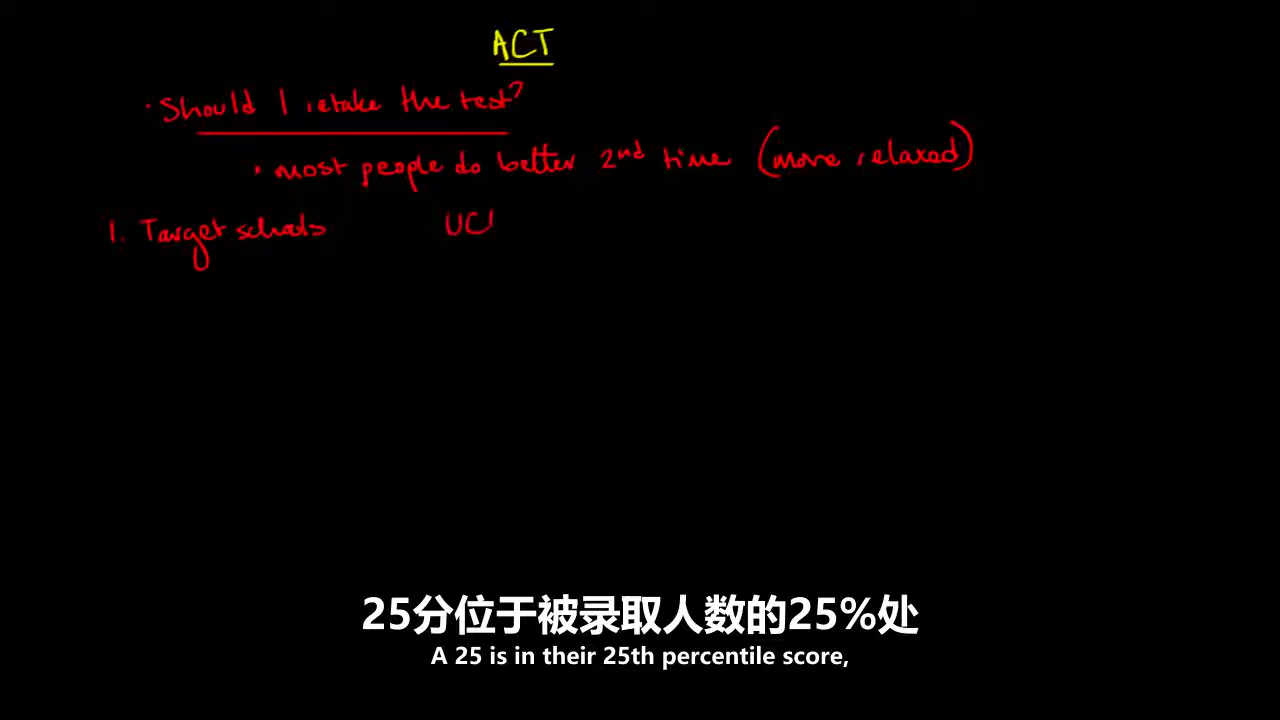 ACT
· Should I retake the test?
· most people do better 2nd time (more relaxed)
1. Target schools UCl
25分位于被录取人数的25%处
A 25 is in their 25th percentile score,